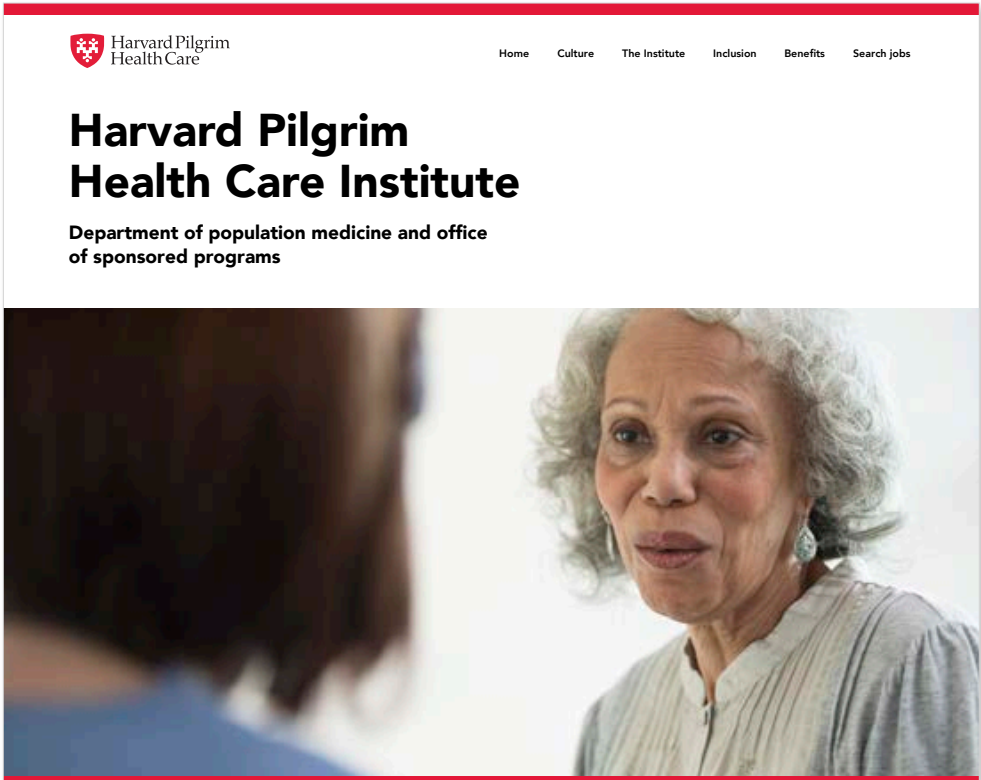 Harvard Pilgrim
Health Care
Home Culture The Institute Inclusion Benefits Search jobs
Harvard Pilgrim
Health Care Institute
Department of population medicine and office
of sponsored programs